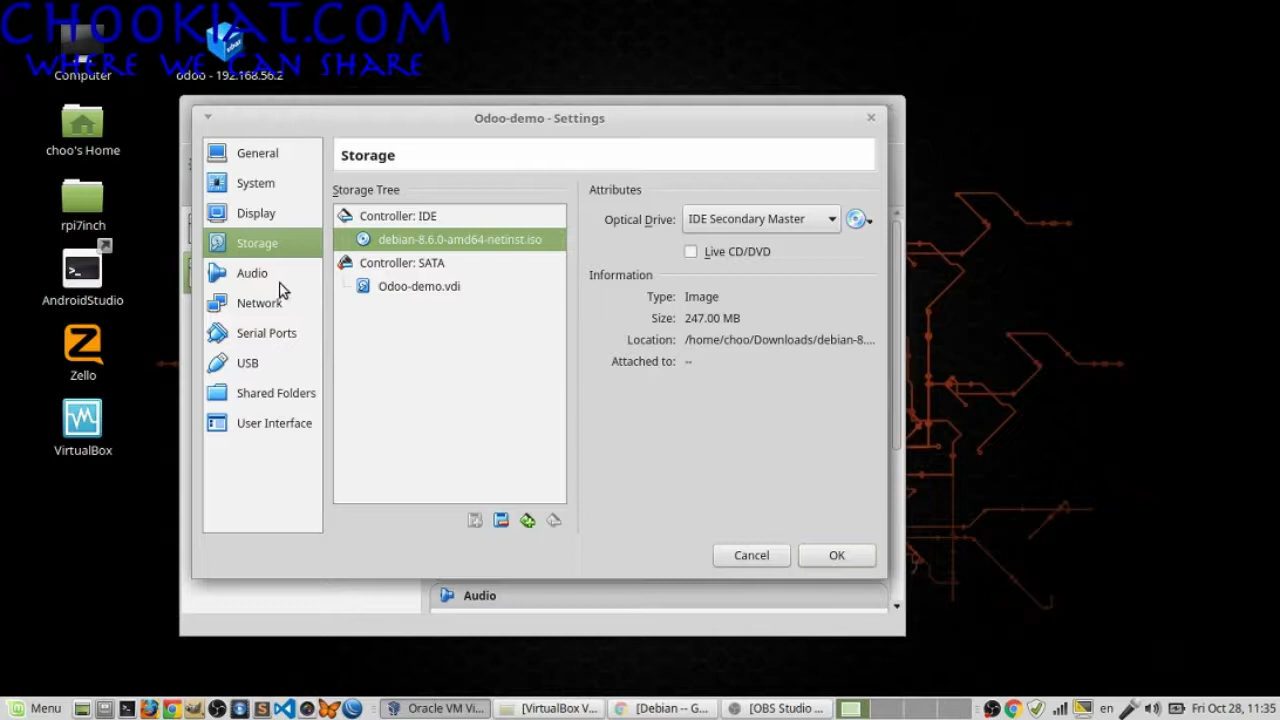 CHOOKIAT.COM
WHERE WE CAN SHARE
Computer
odoo - 192.168.56.2
choo's Home
rpi7inch
AndroidStudio
Zello
VirtualBox
Odoo-demo - Settings
General
System
Display
Storage
Audio
Network
Serial Ports
USB
Shared Folders
User Interface
Storage
Storage Tree
Controller: IDE
debian-8.6.0-amd64-netinst.iso
Controller: SATA
Odoo-demo.vdi
Attributes
Optical Drive: IDE Secondary Master
Live CD/DVD
Information
Type: Image
Size: 247.00 MB
Location: /home/choo/Downloads/debian-8....
Attached to: --
Cancel
OK
Audio
Menu
Oracle VM Vi...
[VirtualBox V...
[Debian -- G...
[OBS Studio ...
en
Fri Oct 28, 11:35